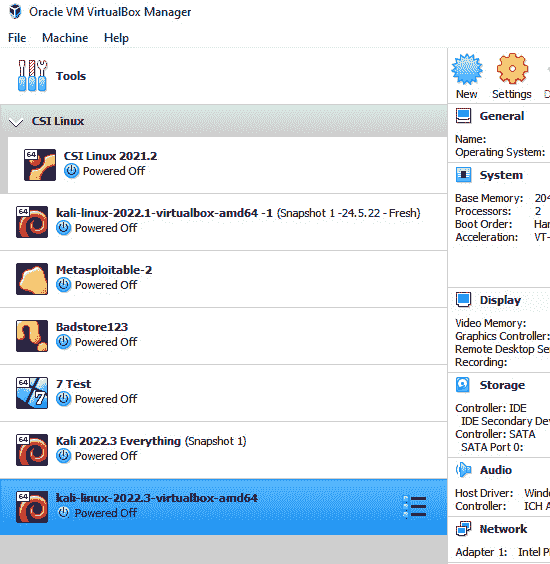 Oracle VM VirtualBox Manager
File Machine Help
Tools
New Settings
CSI Linux
CSI Linux 2021.2
Powered Off
kali-linux-2022.1-virtualbox-amd64 -1 (Snapshot 1 -24.5.22 - Fresh)
Powered Off
Metasploitable-2
Powered Off
Badstore123
Powered Off
7 Test
Powered Off
Kali 2022.3 Everything (Snapshot 1)
Powered Off
kali-linux-2022.3-virtualbox-amd64
Powered Off
General
Name:
Operating System:
System
Base Memory: 204
Processors: 2
Boot Order: Har
Acceleration: VT-
Display
Video Memory:
Graphics Controller:
Remote Desktop Se
Recording:
Storage
Controller: IDE
IDE Secondary De
Controller: SATA
SATA Port 0:
Audio
Host Driver: Windo
Controller: ICH A
Network
Adapter 1: Intel P